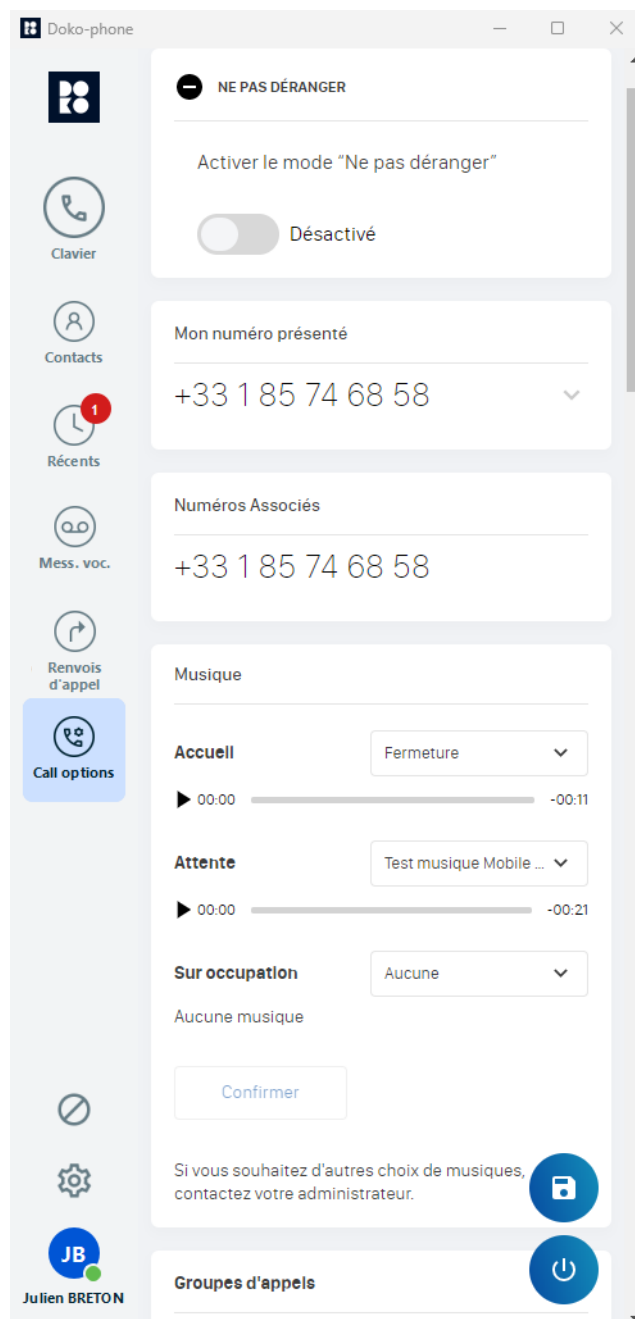 Doko-phone
NE PAS DÉRANGER
Activer le mode “Ne pas déranger”
Désactivé
Clavier
Contacts
1
Récents
Mess. voc.
Renvois
d'appel
Call options
Mon numéro présenté
+33 1 85 74 68 58
Numéros Associés
+33 1 85 74 68 58
Musique
Accueil
Fermeture
00:00
-00:11
Attente
Test musique Mobile ...
00:00
-00:21
Sur occupation
Aucune
Aucune musique
Confirmer
Si vous souhaitez d'autres choix de musiques,
contactez votre administrateur.
Groupes d'appels
JB
Julien BRETON